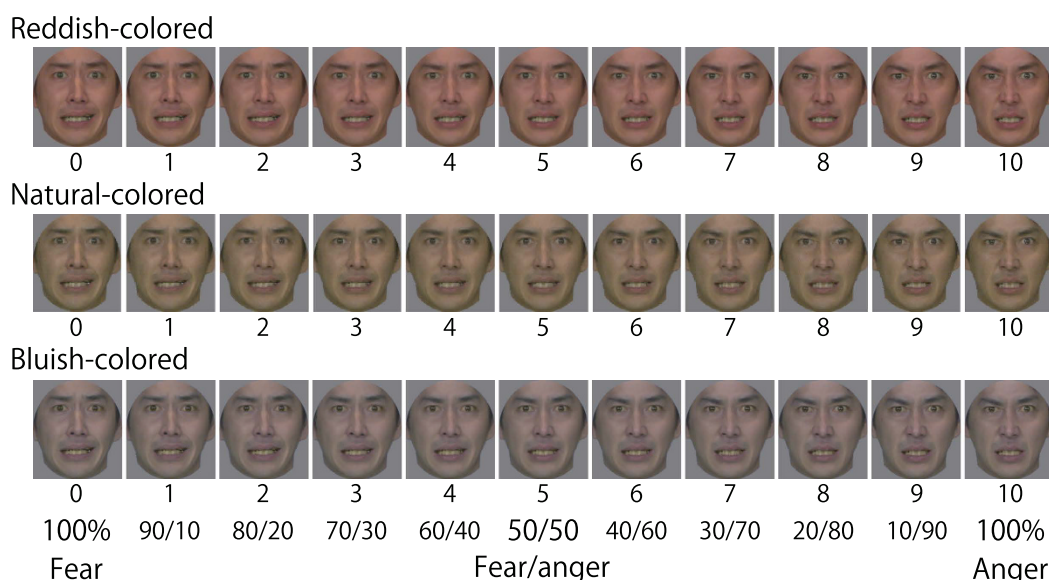 Reddish-colored
0 1 2 3 4 5 6 7 8 9 10
Natural-colored
0 1 2 3 4 5 6 7 8 9 10
Bluish-colored
0 1 2 3 4 5 6 7 8 9 10
100% 90/10 80/20 70/30 60/40 50/50 40/60 30/70 20/80 10/90 100%
Fear Fear/anger Anger